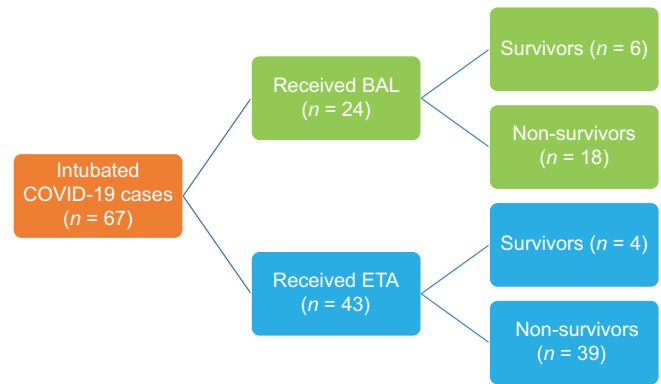 Intubated
COVID-19 cases
(n = 67)
Received BAL
(n = 24)
Survivors (n = 6)
Non-survivors
(n = 18)
Received ETA
(n = 43)
Survivors (n = 4)
Non-survivors
(n = 39)